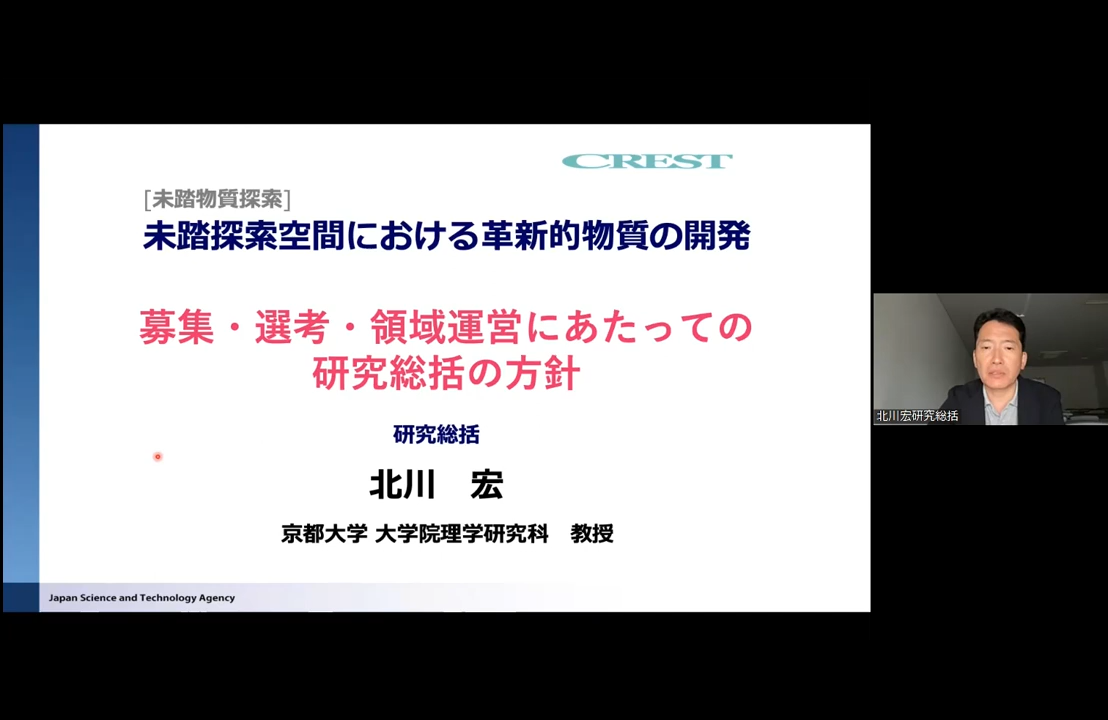 CREST
[未踏物質探索]
未踏探索空間における革新的物質の開発
募集・選考・領域運営にあたっての
研究総括の方針
研究総括
北川　宏
京都大学 大学院理学研究科　教授
Japan Science and Technology Agency
北川宏研究総括